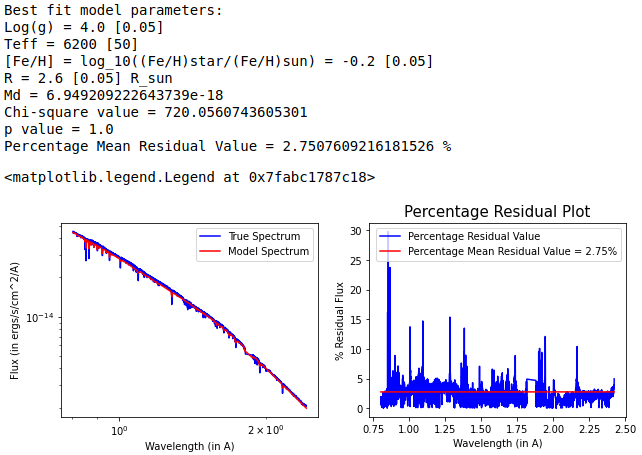 Best fit model parameters:
Log(g) = 4.0 [0.05]
Teff = 6200 [50]
[Fe/H] = log_10((Fe/H)star/(Fe/H)sun) = -0.2 [0.05]
R = 2.6 [0.05] R_sun
Md = 6.949209222643739e-18
Chi-square value = 720.0560743605301
p value = 1.0
Percentage Mean Residual Value = 2.7507609216181526 %
<matplotlib.legend.Legend at 0x7fabc1787c18>
True Spectrum
Model Spectrum
Flux (in ergs/s/cm^2/A)
10⁻¹⁴
10⁰
2 × 10⁰
Wavelength (in A)
Percentage Residual Plot
Percentage Residual Value
Percentage Mean Residual Value = 2.75%
% Residual Flux
30
25
20
15
10
5
0
0.75 1.00 1.25 1.50 1.75 2.00 2.25 2.50
Wavelength (in A)